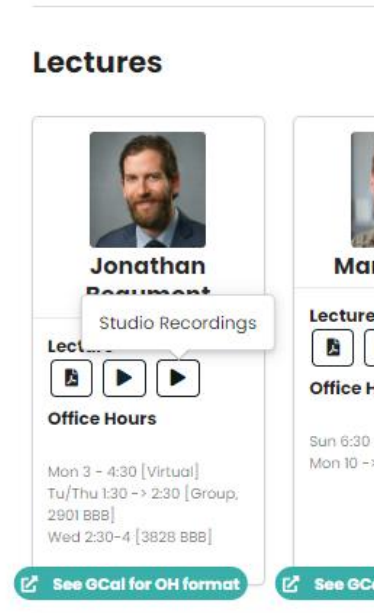 Lectures
Jonathan
Beaumont
Studio Recordings
Lecture
Office Hours
Mon 3 - 4:30 [Virtual]
Tu/Thu 1:30 -> 2:30 [Group,
2901 BBB]
Wed 2:30-4 [3828 BBB]
See GCal for OH format
Mar
Lecture
Office H
Sun 6:30
Mon 10 -
See GCa